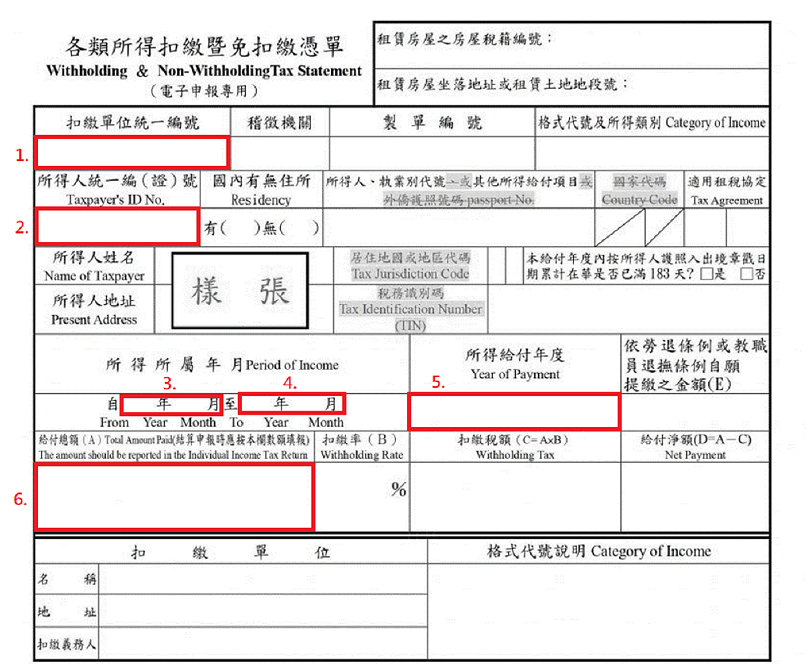 各類所得扣繳暨免扣繳憑單
Withholding & Non-WithholdingTax Statement
(電子申報專用)
租賃房屋之房屋稅籍編號：
租賃房屋坐落地址或租賃土地地段號：
扣繳單位統一編號
稽徵機關
製單編號
格式代號及所得類別 Category of Income
1.
所得人統一編(證)號
Taxpayer's ID No.
國內有無住所
Residency
所得人、執業別代號、或其他所得給付項目或
外僑護照號碼 passport No.
國家代碼
Country Code
適用租稅協定
Tax Agreement
2.
有( )無( )
所得人姓名
Name of Taxpayer
所得人地址
Present Address
樣 張
居住地國或地區代碼
Tax Jurisdiction Code
稅務識別碼
Tax Identification Number
(TIN)
本給付年度內按所得人護照入出境章戳日
期累計在華是否已滿 183 天? □是 □否
所得所屬年月Period of Income
所得給付年度
Year of Payment
依勞退條例或教職
員退撫條例自願
提繳之金額(E)
3.
4.
5.
自 年 月至 年 月
From Year Month To Year Month
給付總額(A) Total Amount Paid(結算申報時應按本欄數額填報)
The amount should be reported in the Individual Income Tax Return
扣繳率(B)
Withholding Rate
扣繳稅額(C=AxB)
Withholding Tax
給付淨額(D=A－C)
Net Payment
6.
%
扣繳單位
格式代號說明 Category of Income
名 稱
地 址
扣繳義務人